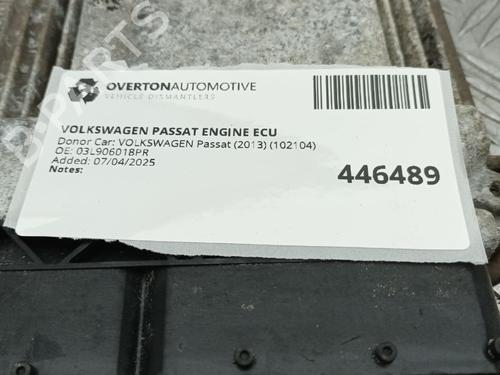 OVERTONAUTOMOTIVE
VEHICLE DISMANTLERS
VOLKSWAGEN PASSAT ENGINE ECU
Donor Car: VOLKSWAGEN Passat (2013) (102104)
OE: 03L906018PR
Added: 07/04/2025
Notes:
446489
BPARTS